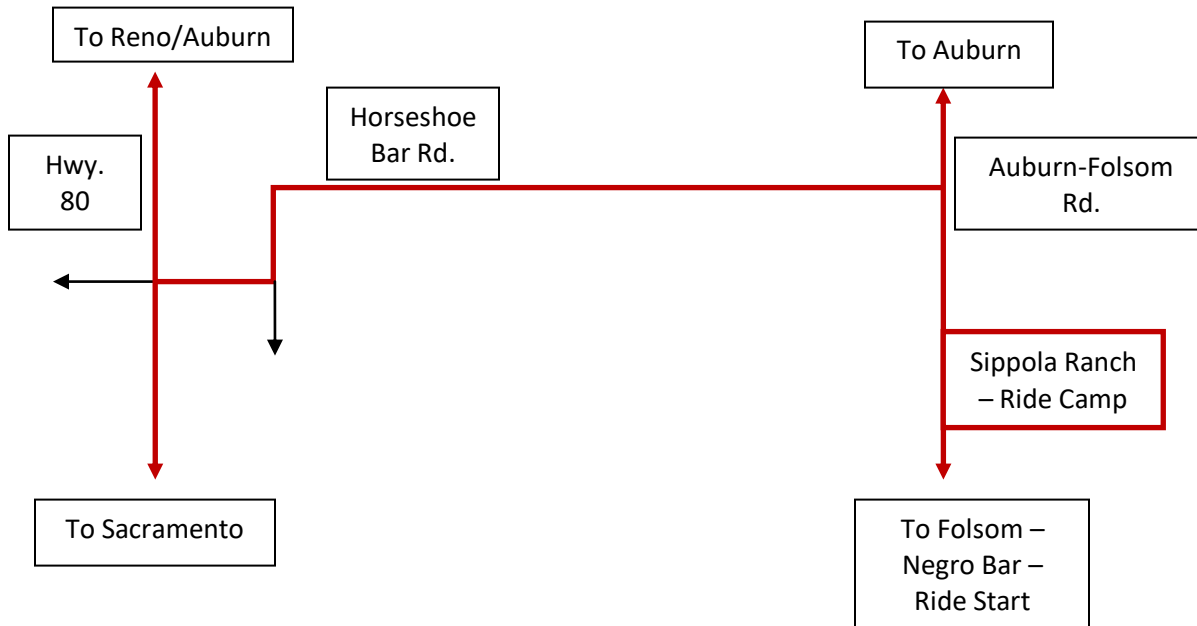 To Reno/Auburn
To Auburn
Horseshoe
Bar Rd.
Hwy.
80
Auburn-Folsom
Rd.
Sippola Ranch
– Ride Camp
To Sacramento
To Folsom –
Negro Bar –
Ride Start